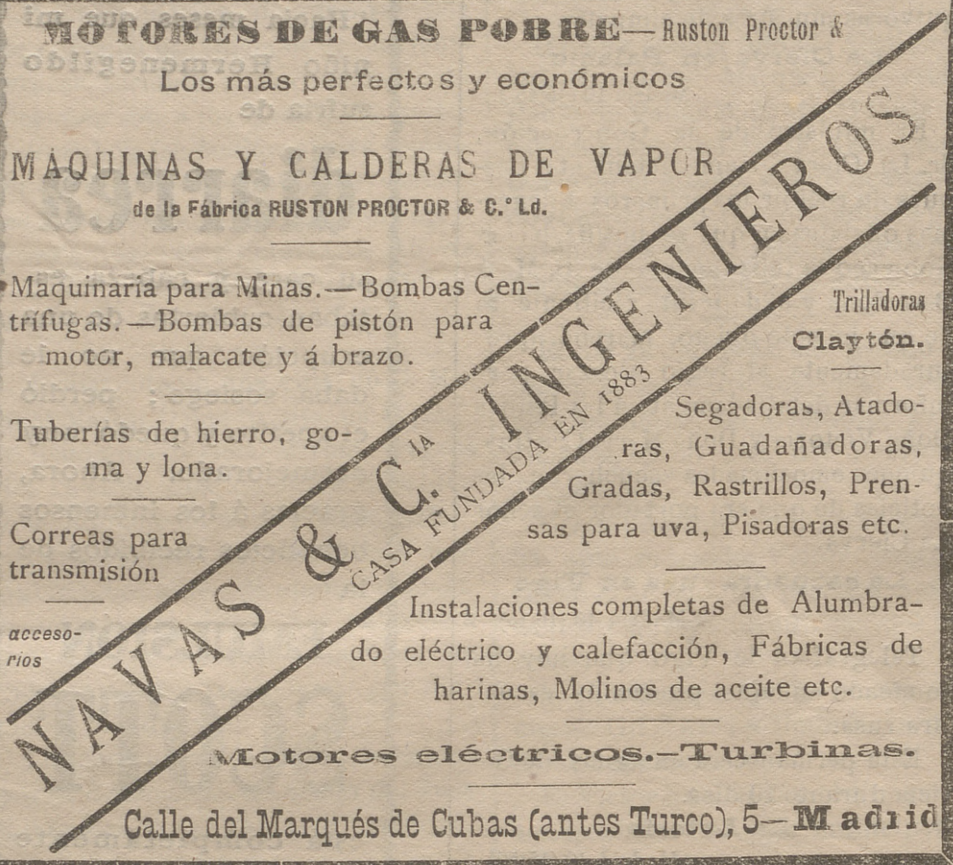 MOTORES DE GAS POBRE—Ruston Proctor &
Los más perfectos y económicos
MÁQUINAS Y CALDERAS DE VAPOR
de la Fábrica RUSTON PROCTOR & C.ª Ld.
Maquinaria para Minas.—Bombas Cen-
trífugas.—Bombas de pistón para
motor, malacate y á brazo.
Tuberías de hierro, go-
ma y lona.
Correas para
transmisión
acceso-
rios
NAVAS & C.IA INGENIEROS
CASA FUNDADA EN 1883
Trilladoras
Claytón.
Segadoras, Atado-
ras, Guadañadoras,
Gradas, Rastrillos, Pren-
sas para uva, Pisadoras etc.
Instalaciones completas de Alumbra-
do eléctrico y calefacción, Fábricas de
harinas, Molinos de aceite etc.
Motores eléctricos.—Turbinas.
Calle del Marqués de Cubas (antes Turco), 5—Madrid